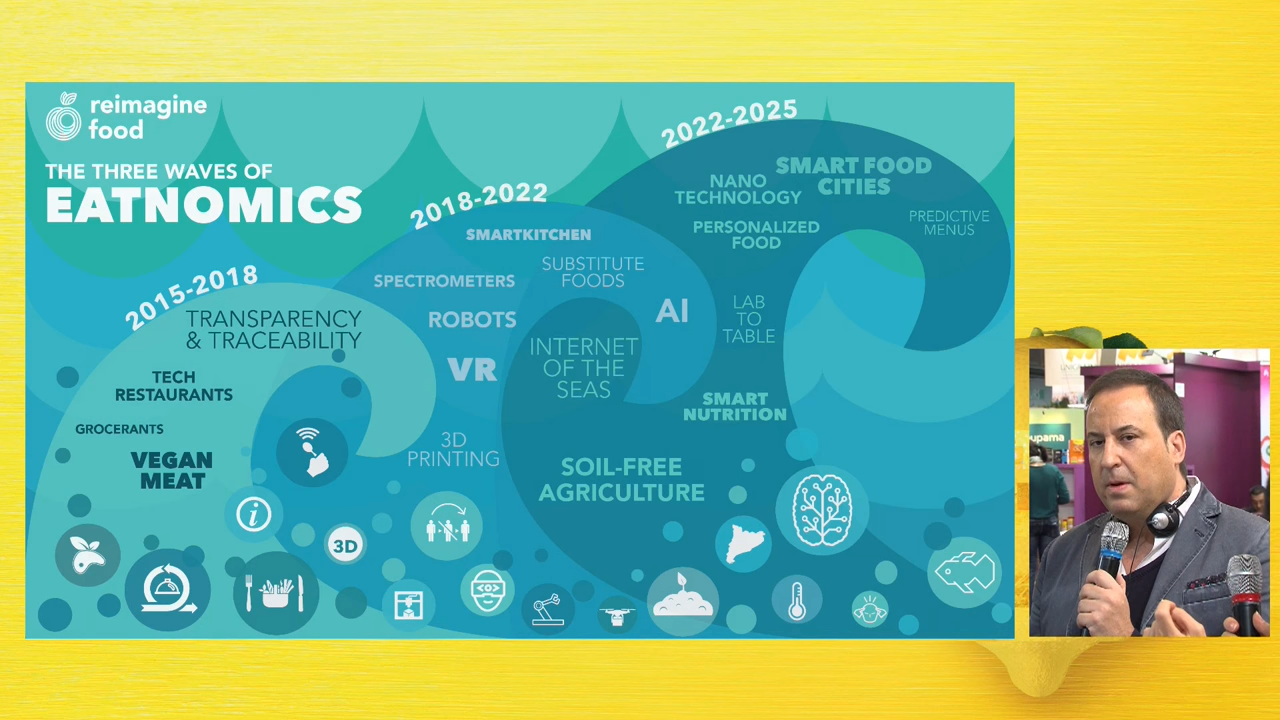 reimagine
food
THE THREE WAVES OF
EATNOMICS
2015-2018
TRANSPARENCY
& TRACEABILITY
TECH
RESTAURANTS
GROCERANTS
VEGAN
MEAT
2018-2022
SMARTKITCHEN
SPECTROMETERS
SUBSTITUTE
FOODS
ROBOTS
AI
VR
INTERNET
OF THE
SEAS
3D
PRINTING
2022-2025
SMART FOOD
CITIES
NANO
TECHNOLOGY
PREDICTIVE
MENUS
PERSONALIZED
FOOD
LAB
TO
TABLE
SMART
NUTRITION
SOIL-FREE
AGRICULTURE
i
3D
upama